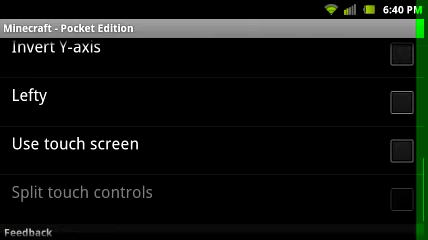 6:40 PM
Minecraft - Pocket Edition
Invert Y-axis
Lefty
Use touch screen
Split touch controls
Feedback